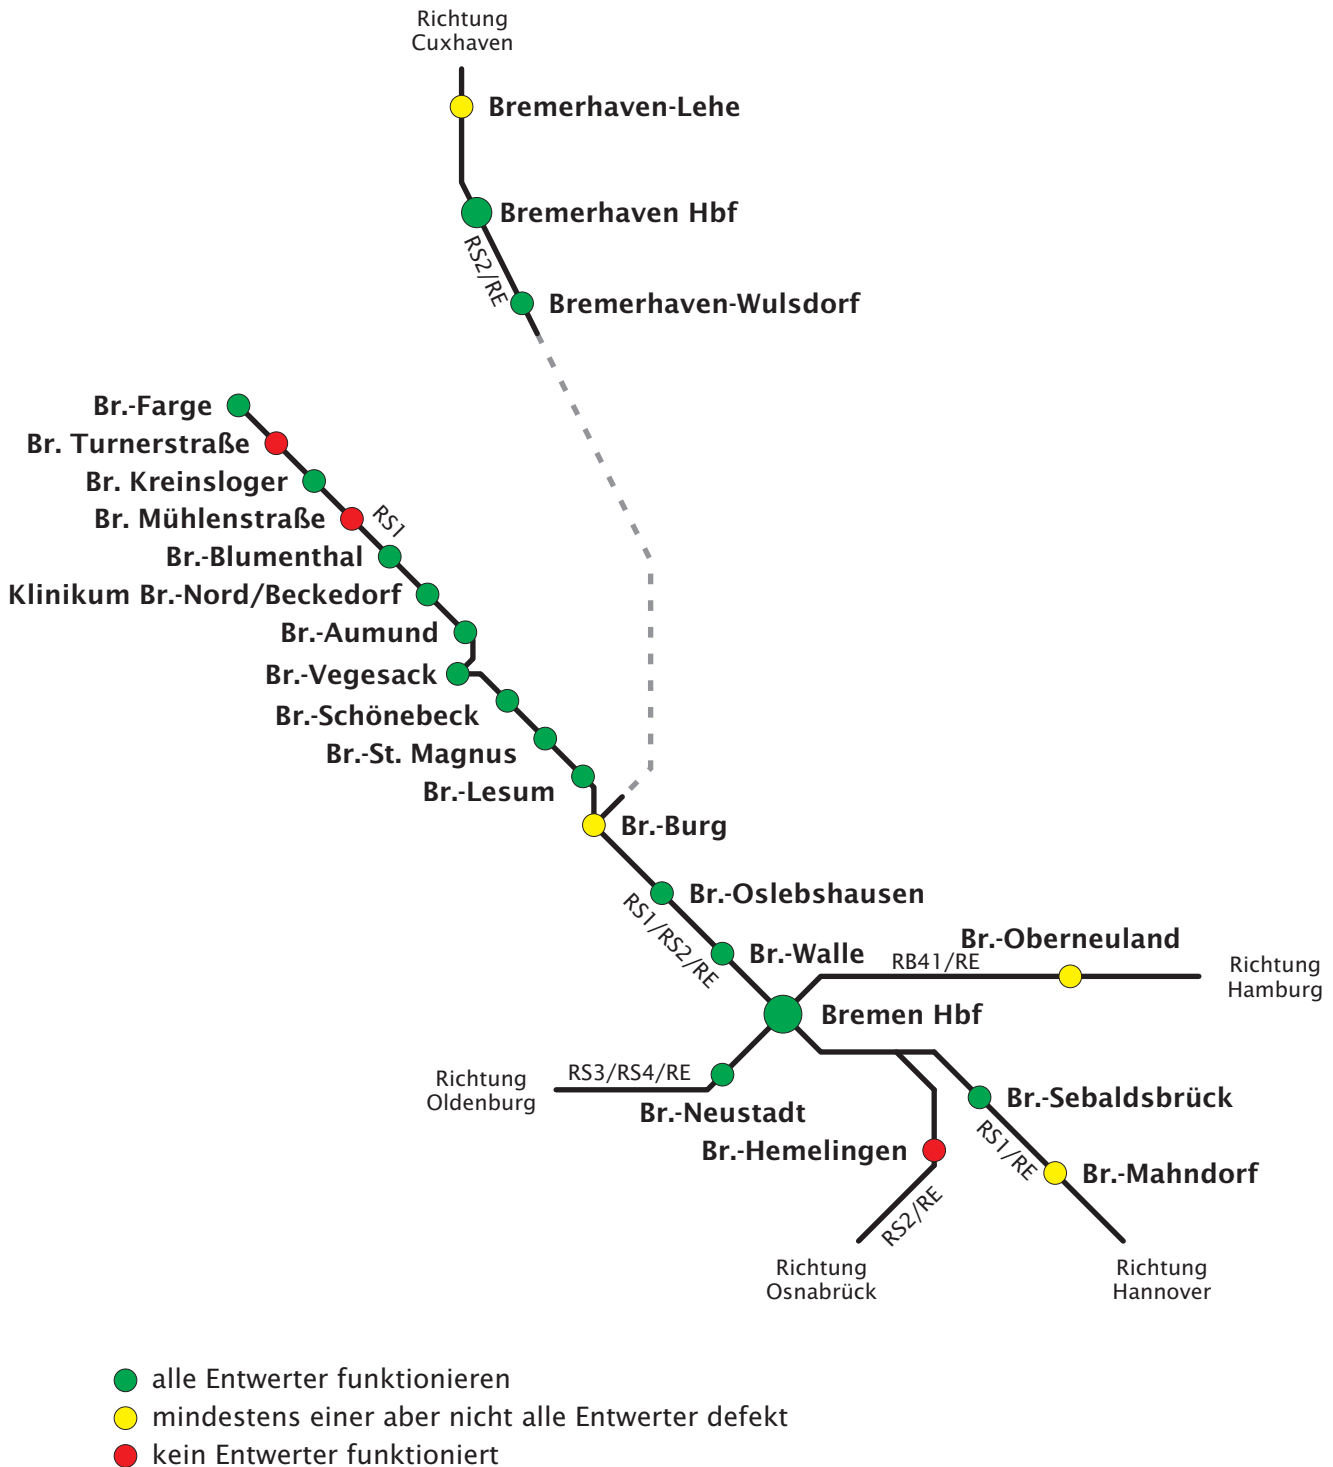 Richtung
Cuxhaven
Bremerhaven-Lehe
Bremerhaven Hbf
RS2/RE
Bremerhaven-Wulsdorf
Br.-Farge
Br. Turnerstraße
Br. Kreinsloger
Br. Mühlenstraße
RS1
Br.-Blumenthal
Klinikum Br.-Nord/Beckedorf
Br.-Aumund
Br.-Vegesack
Br.-Schönebeck
Br.-St. Magnus
Br.-Lesum
Br.-Burg
Br.-Oslebshausen
RS1/RS2/RE
Br.-Walle
Br.-Oberneuland
RB41/RE
Richtung
Hamburg
Bremen Hbf
RS3/RS4/RE
Richtung
Oldenburg
Br.-Neustadt
Br.-Sebaldsbrück
Br.-Hemelingen
RS1/RE
Br.-Mahndorf
RS2/RE
Richtung
Osnabrück
Richtung
Hannover
alle Entwerter funktionieren
mindestens einer aber nicht alle Entwerter defekt
kein Entwerter funktioniert